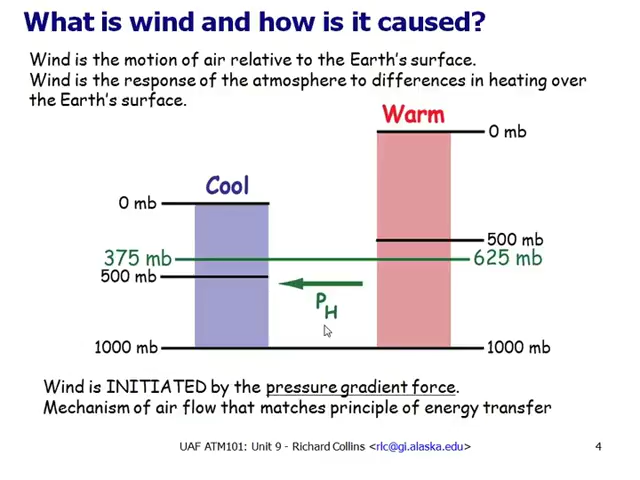 What is wind and how is it caused?
Wind is the motion of air relative to the Earth's surface.
Wind is the response of the atmosphere to differences in heating over
the Earth's surface.
Warm
0 mb
Cool
0 mb
500 mb
375 mb
625 mb
500 mb
PH
1000 mb
1000 mb
Wind is INITIATED by the pressure gradient force.
Mechanism of air flow that matches principle of energy transfer
UAF ATM101: Unit 9 - Richard Collins <rlc@gi.alaska.edu>
4